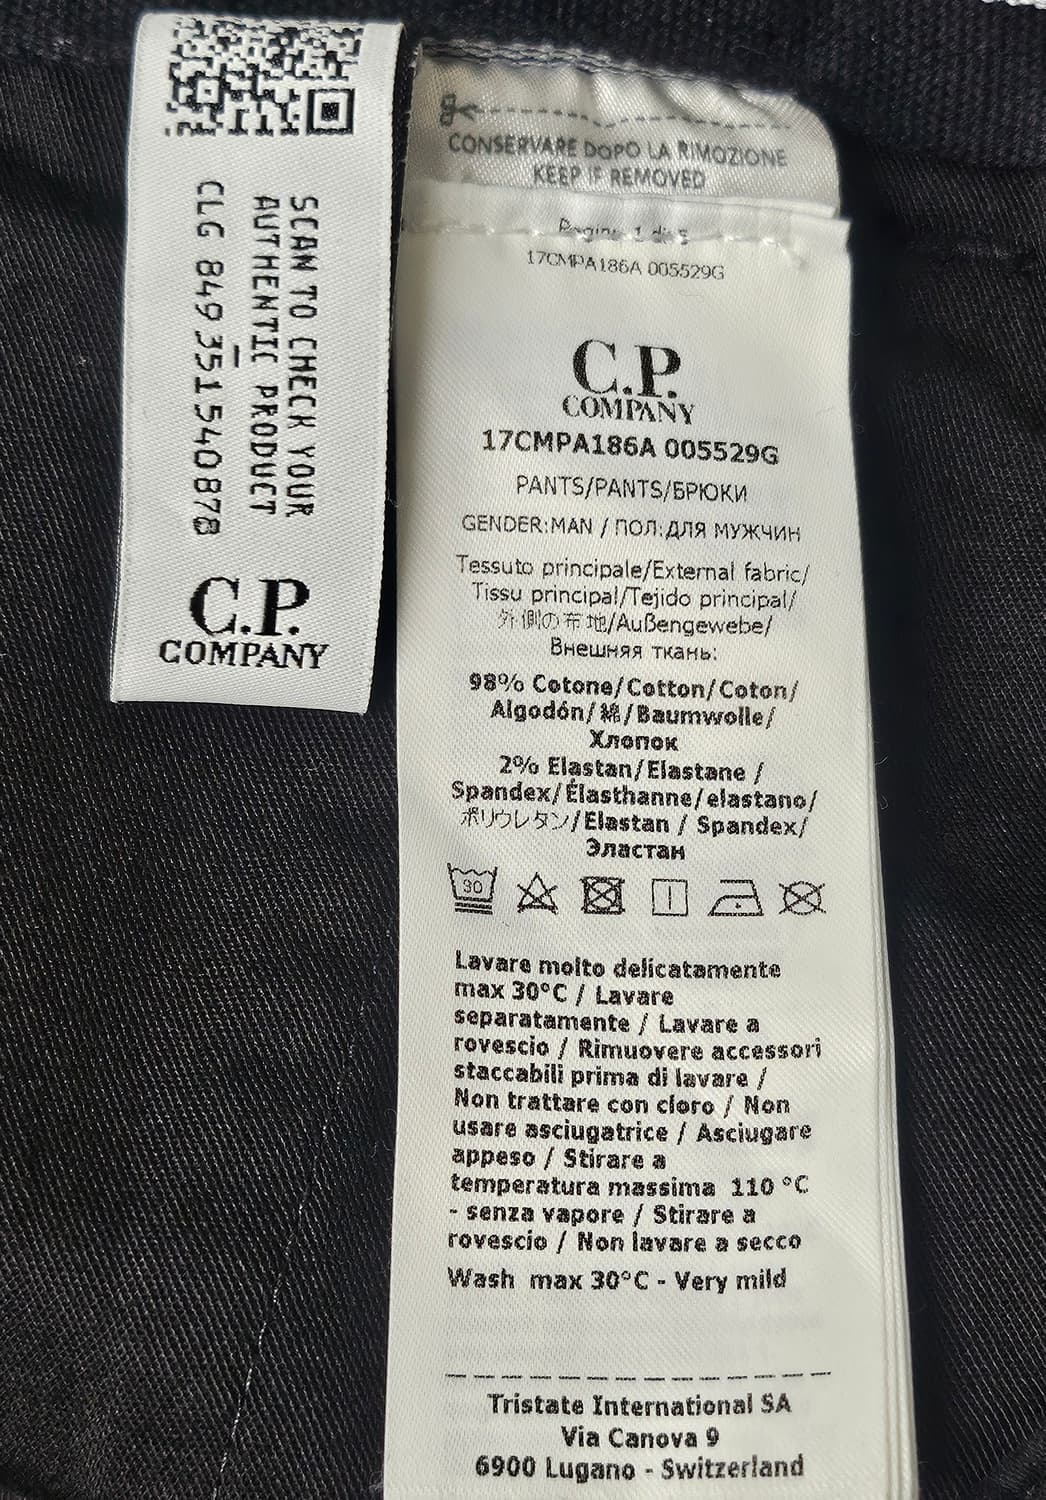 SCAN TO CHECK YOUR
AUTHENTIC PRODUCT
CLG 849 351540878
C.P.
COMPANY
CONSERVARE DOPO LA RIMOZIONE
KEEP IF REMOVED
Pagina 1 di 5
17CMPA186A 005529G
C.P.
COMPANY
17CMPA186A 005529G
PANTS/PANTS/БРЮКИ
GENDER:MAN / ПОЛ:ДЛЯ МУЖЧИН
Tessuto principale/External fabric/
Tissu principal/Tejido principal/
外側の布地/Außengewebe/
Внешняя ткань:
98% Cotone/Cotton/Coton/
Algodón/綿/Baumwolle/
Хлопок
2% Elastan/Elastane /
Spandex/Élasthanne/elastano/
ポリウレタン/Elastan / Spandex/
Эластан
30
Lavare molto delicatamente
max 30°C / Lavare
separatamente / Lavare a
rovescio / Rimuovere accessori
staccabili prima di lavare /
Non trattare con cloro / Non
usare asciugatrice / Asciugare
appeso / Stirare a
temperatura massima 110 °C
- senza vapore / Stirare a
rovescio / Non lavare a secco
Wash max 30°C - Very mild
Tristate International SA
Via Canova 9
6900 Lugano - Switzerland